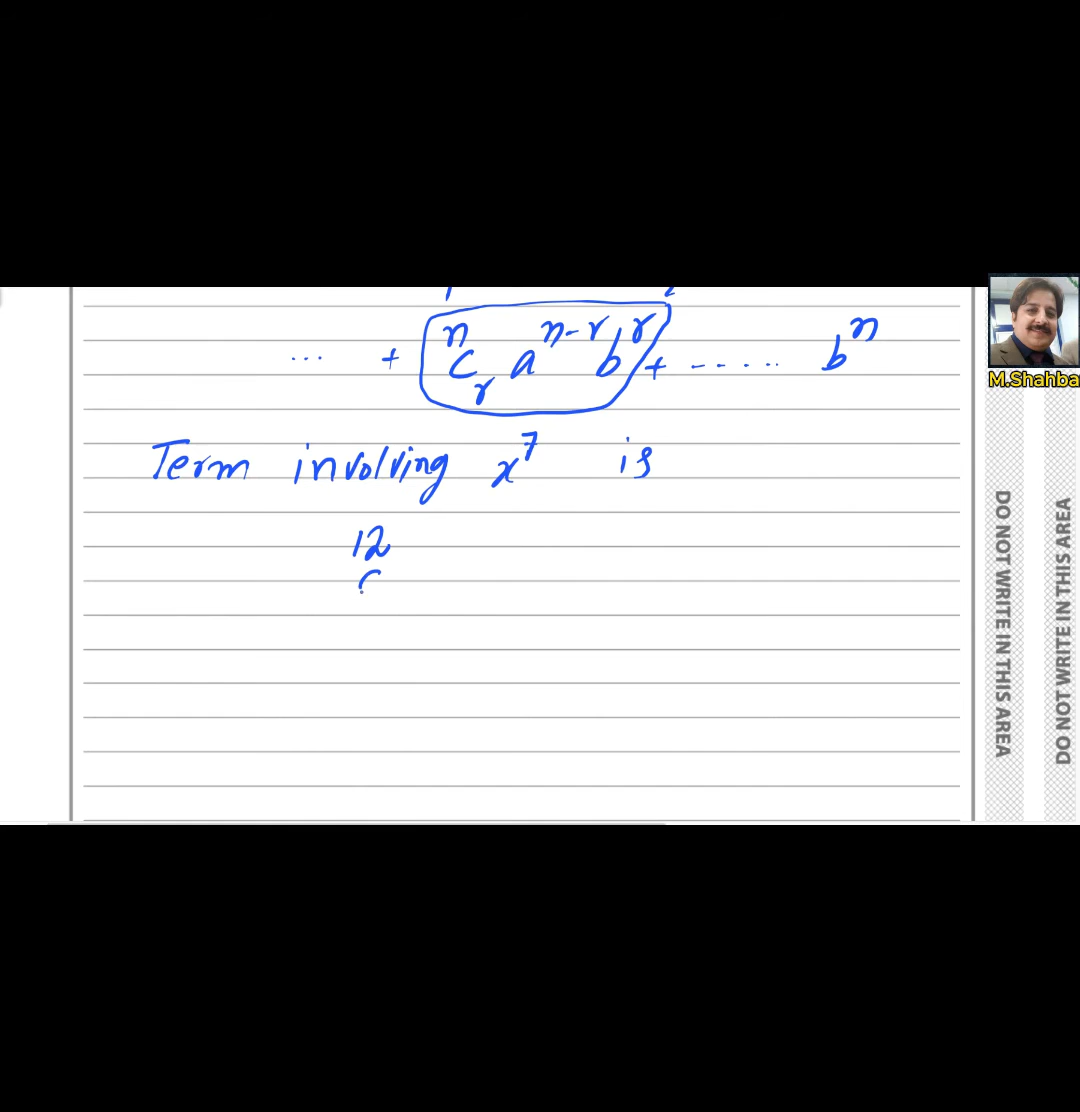 ... + ⁿCᵣ aⁿ⁻ʳ bʳ + ...... bⁿ
M.Shahba
Term involving x⁷ is
12
C
DO NOT WRITE IN THIS AREA
DO NOT WRITE IN THIS AREA